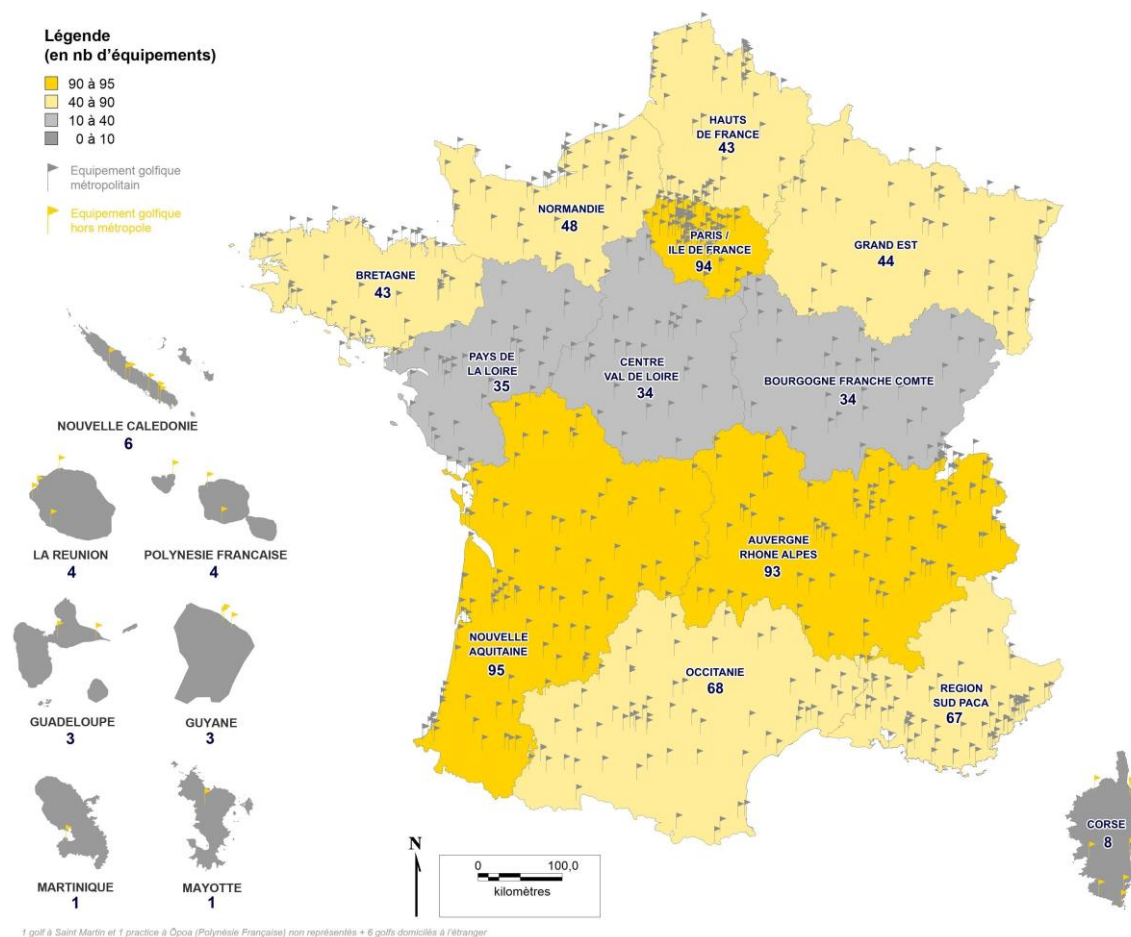 Légende
(en nb d'équipements)
90 à 95
40 à 90
10 à 40
0 à 10
Equipement golfique
métropolitain
Equipement golfique
hors métropole
HAUTS
DE FRANCE
43
NORMANDIE
48
PARIS /
ILE DE FRANCE
94
GRAND EST
44
BRETAGNE
43
PAYS DE
LA LOIRE
35
CENTRE
VAL DE LOIRE
34
BOURGOGNE FRANCHE COMTE
34
NOUVELLE CALEDONIE
6
LA REUNION
4
POLYNESIE FRANCAISE
4
AUVERGNE
RHONE ALPES
93
NOUVELLE
AQUITAINE
95
OCCITANIE
68
REGION
SUD PACA
67
GUADELOUPE
3
GUYANE
3
MARTINIQUE
1
MAYOTTE
1
CORSE
8
N
0 100,0
kilomètres
1 golf à Saint Martin et 1 practice à Ôpoa (Polynésie Française) non représentés + 6 golfs domiciliés à l'étranger